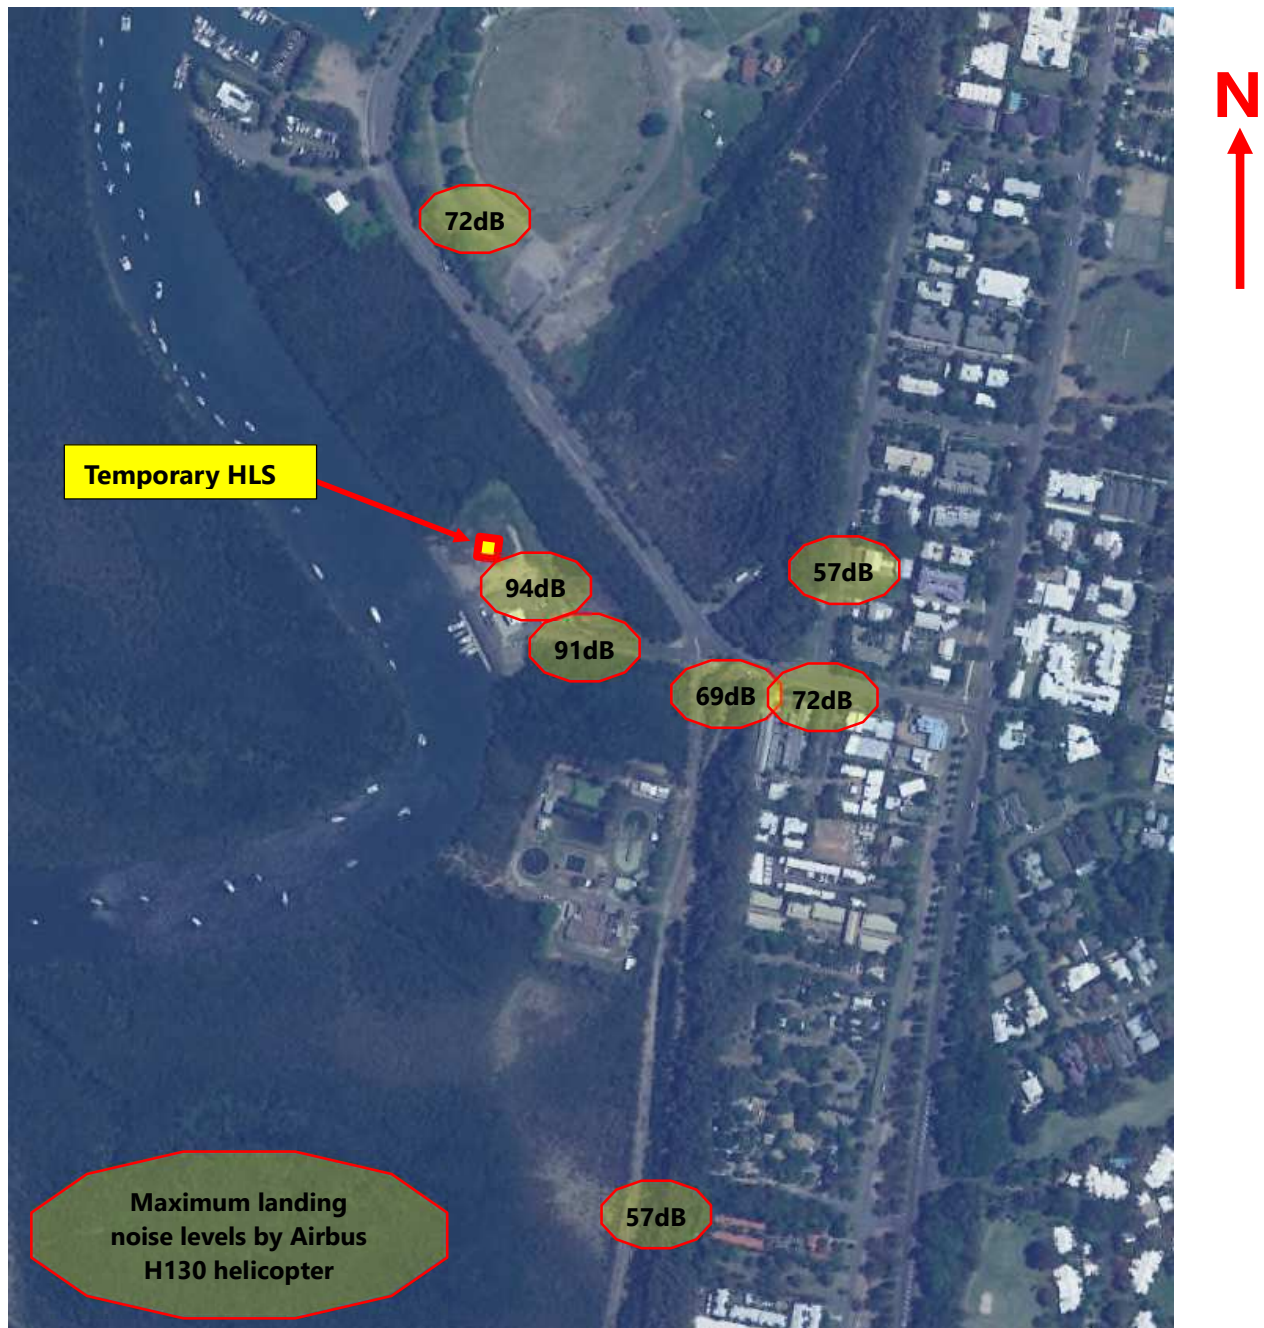 N
72dB
Temporary HLS
57dB
94dB
91dB
69dB
72dB
57dB
Maximum landing
noise levels by Airbus
H130 helicopter